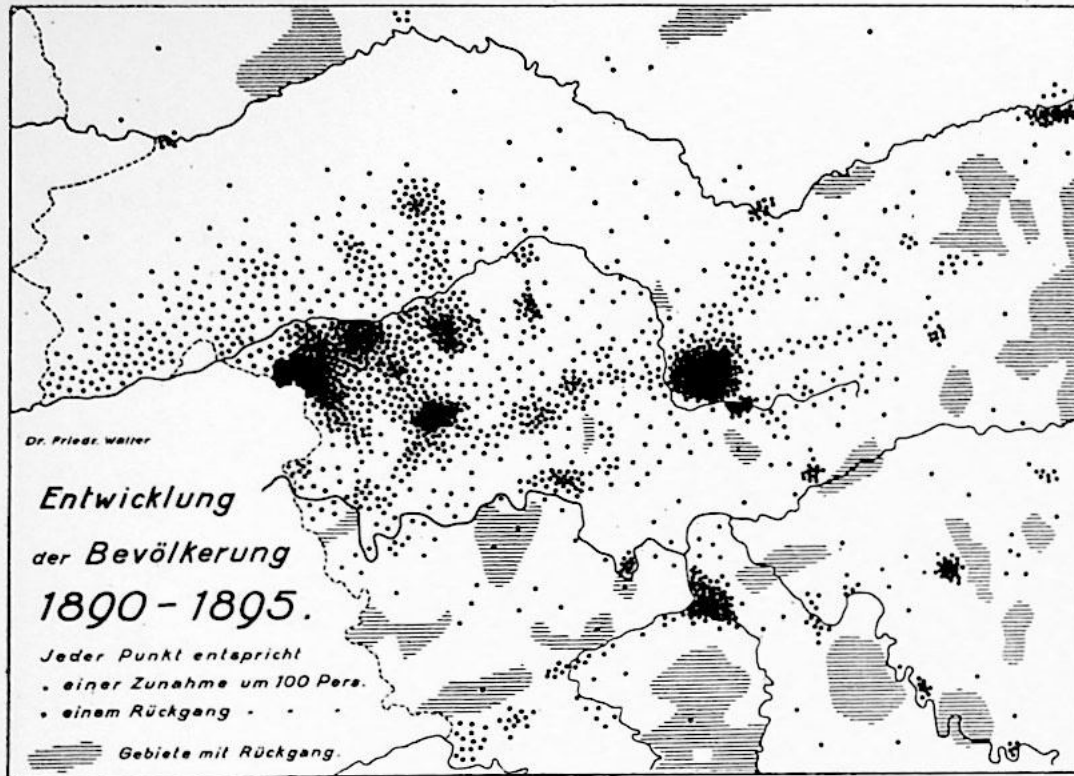 Dr. Friedr. Walter
Entwicklung
der Bevölkerung
1890-1895.
Jeder Punkt entspricht
. einer Zunahme um 100 Pers.
. einem Rückgang - - -
Gebiete mit Rückgang.